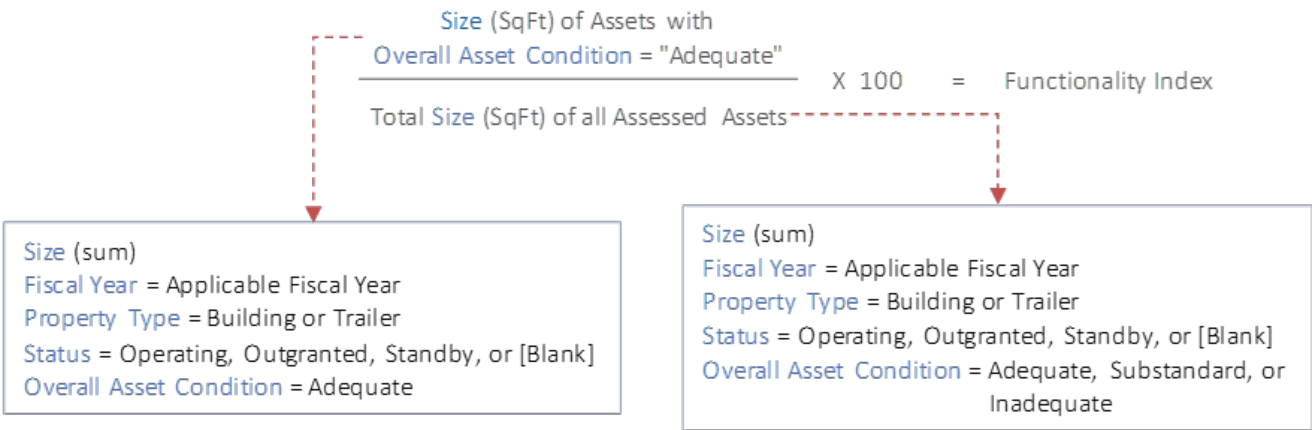 Size (SqFt) of Assets with
Overall Asset Condition = "Adequate"
X 100 = Functionality Index
Total Size (SqFt) of all Assessed Assets
Size (sum)
Fiscal Year = Applicable Fiscal Year
Property Type = Building or Trailer
Status = Operating, Outgranted, Standby, or [Blank]
Overall Asset Condition = Adequate
Size (sum)
Fiscal Year = Applicable Fiscal Year
Property Type = Building or Trailer
Status = Operating, Outgranted, Standby, or [Blank]
Overall Asset Condition = Adequate, Substandard, or
Inadequate